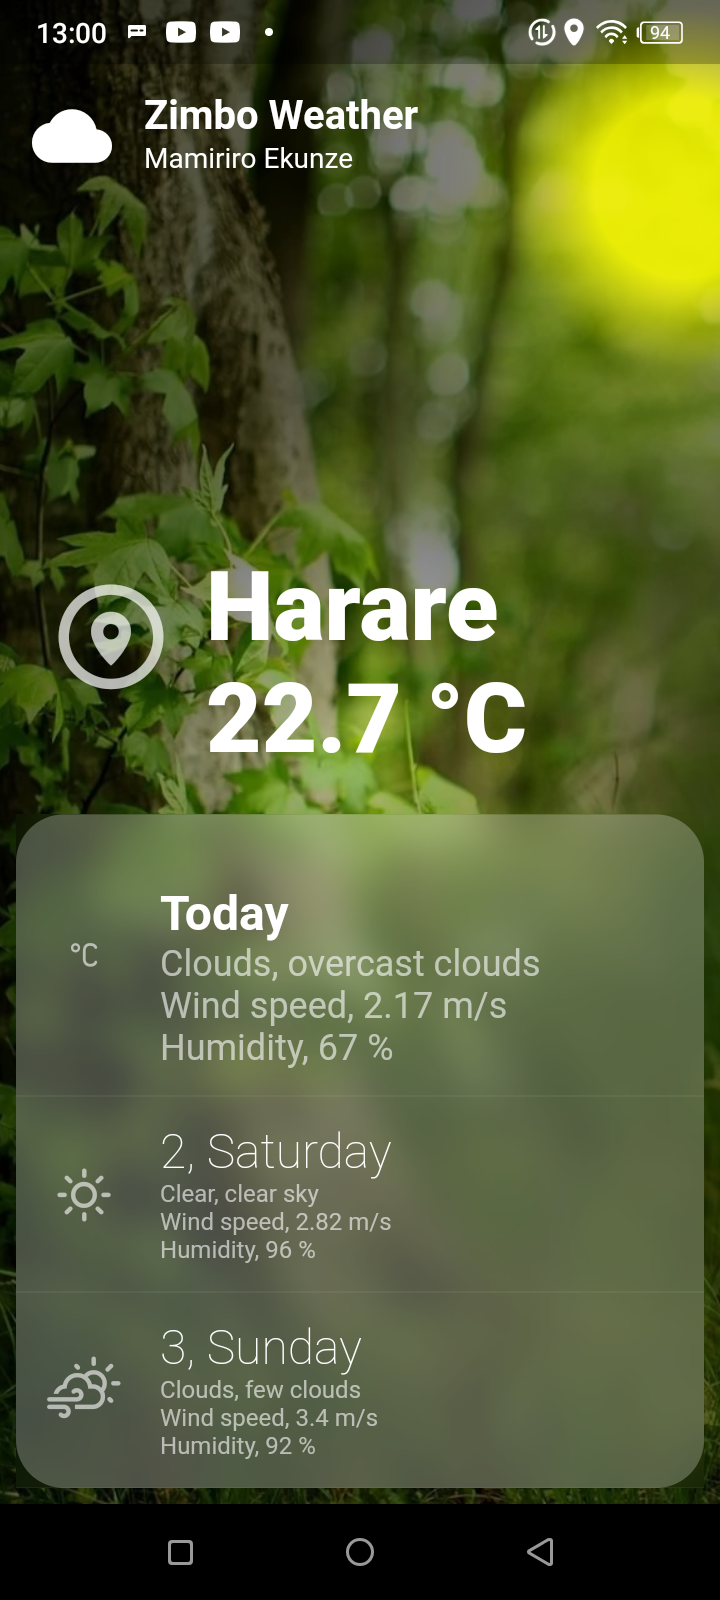 13:00
94
Zimbo Weather
Mamiriro Ekunze
Harare
22.7 °C
Today
°C
Clouds, overcast clouds
Wind speed, 2.17 m/s
Humidity, 67 %
2, Saturday
Clear, clear sky
Wind speed, 2.82 m/s
Humidity, 96 %
3, Sunday
Clouds, few clouds
Wind speed, 3.4 m/s
Humidity, 92 %